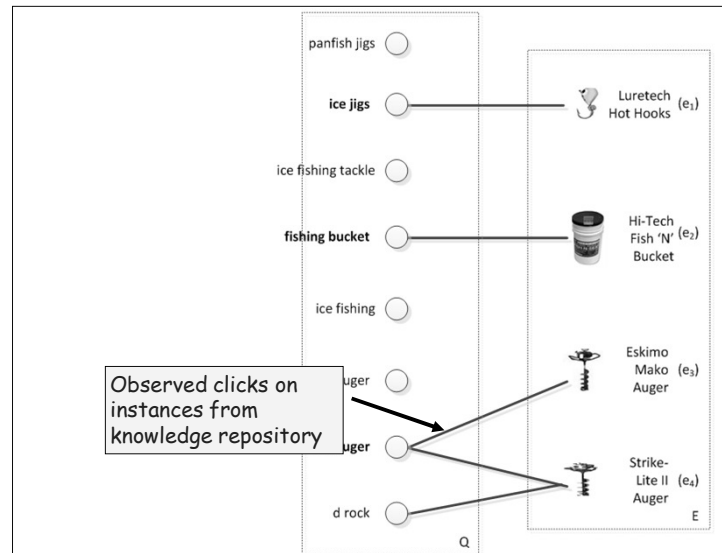 panfish jigs
ice jigs
Luretech
Hot Hooks
(e₁)
ice fishing tackle
fishing bucket
Hi-Tech
Fish 'N'
Bucket
(e₂)
ice fishing
Eskimo
Mako
Auger
(e₃)
Observed clicks on
instances from
knowledge repository
uger
uger
Strike-
Lite II
Auger
(e₄)
d rock
Q
E